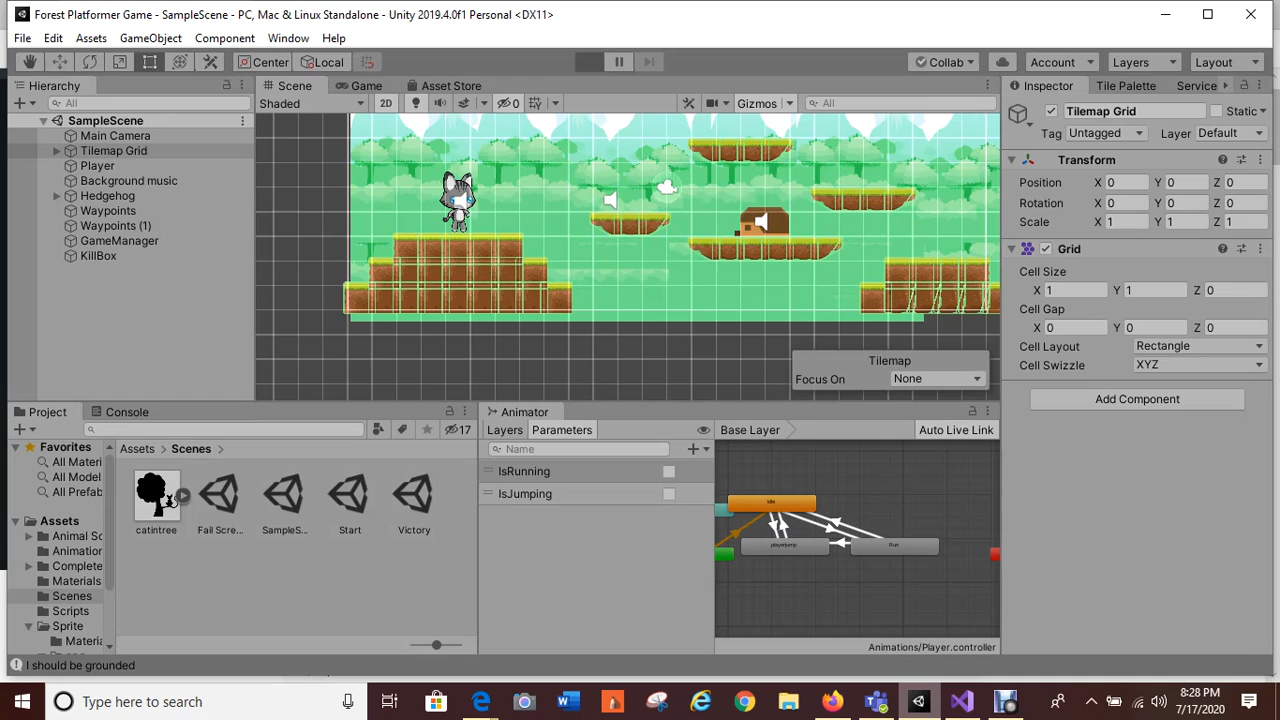 Forest Platformer Game - SampleScene - PC, Mac & Linux Standalone - Unity 2019.4.0f1 Personal <DX11>
File Edit Assets GameObject Component Window Help
Center Local Collab Account Layers Layout
Hierarchy Scene Game Asset Store Inspector Tile Palette Service
All Shaded 2D 0 Gizmos All Tilemap Grid Static
SampleScene Tag Untagged Layer Default
Main Camera
Tilemap Grid Transform
Player
Background music Position X 0 Y 0 Z 0
Hedgehog Rotation X 0 Y 0 Z 0
Waypoints Scale X 1 Y 1 Z 1
Waypoints (1)
GameManager Grid
KillBox
Cell Size
X 1 Y 1 Z 0
Cell Gap
X 0 Y 0 Z 0
Cell Layout Rectangle
Cell Swizzle XYZ
Tilemap
Focus On None
Add Component
Project Console Animator
17 Layers Parameters Base Layer Auto Live Link
Favorites Assets Scenes Name
All Materi
All Model
All Prefab
IsRunning
IsJumping
Idle
playerjump Run
catintree Fail Scre... SampleS... Start Victory
Assets
Animal Sc
Animation
Complete
Materials
Scenes
Scripts
Sprite
Materia
Animations/Player.controller
I should be grounded
Type here to search
8:28 PM
7/17/2020